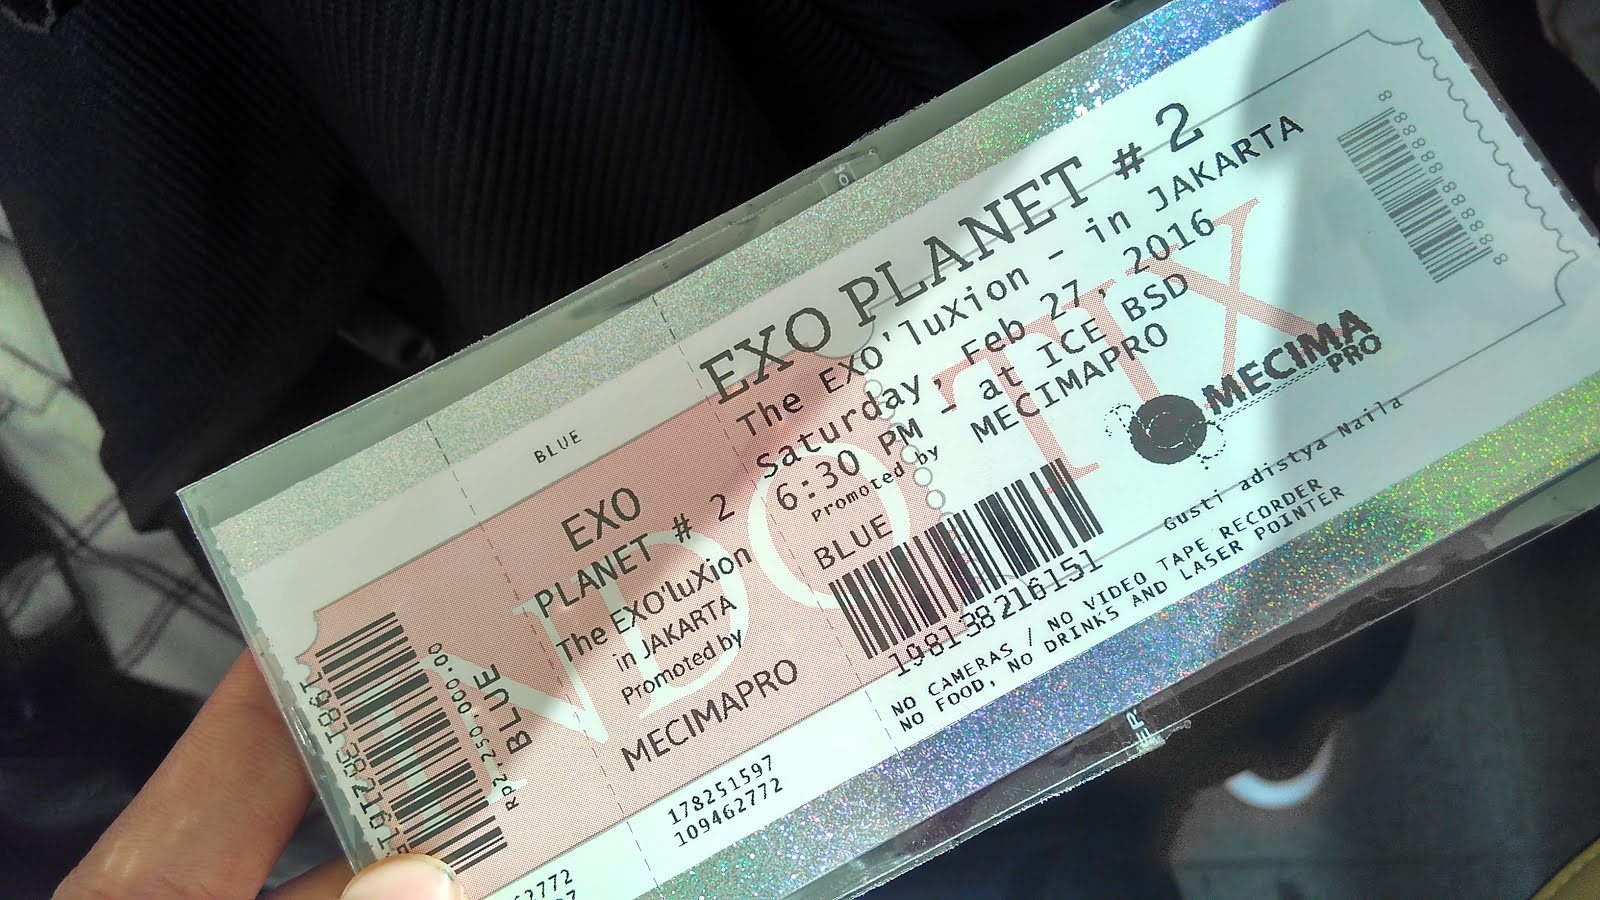 EXO PLANET # 2
The EXO'luXion - in JAKARTA
Saturday, Feb 27, 2016
6:30 PM - at ICE BSD
Promoted by MECIMAPRO
BLUE
198138216151
MECIMA
PRO
Gusti adistya Naila
NO CAMERAS / NO VIDEO TAPE RECORDER
NO FOOD, NO DRINKS AND LASER POINTER
INDOTIX
BLUE
EXO
PLANET # 2
The EXO'luXion
in JAKARTA
Promoted by
MECIMAPRO
178251597
109462772
198138216151
RP2.250.000.00
BLUE